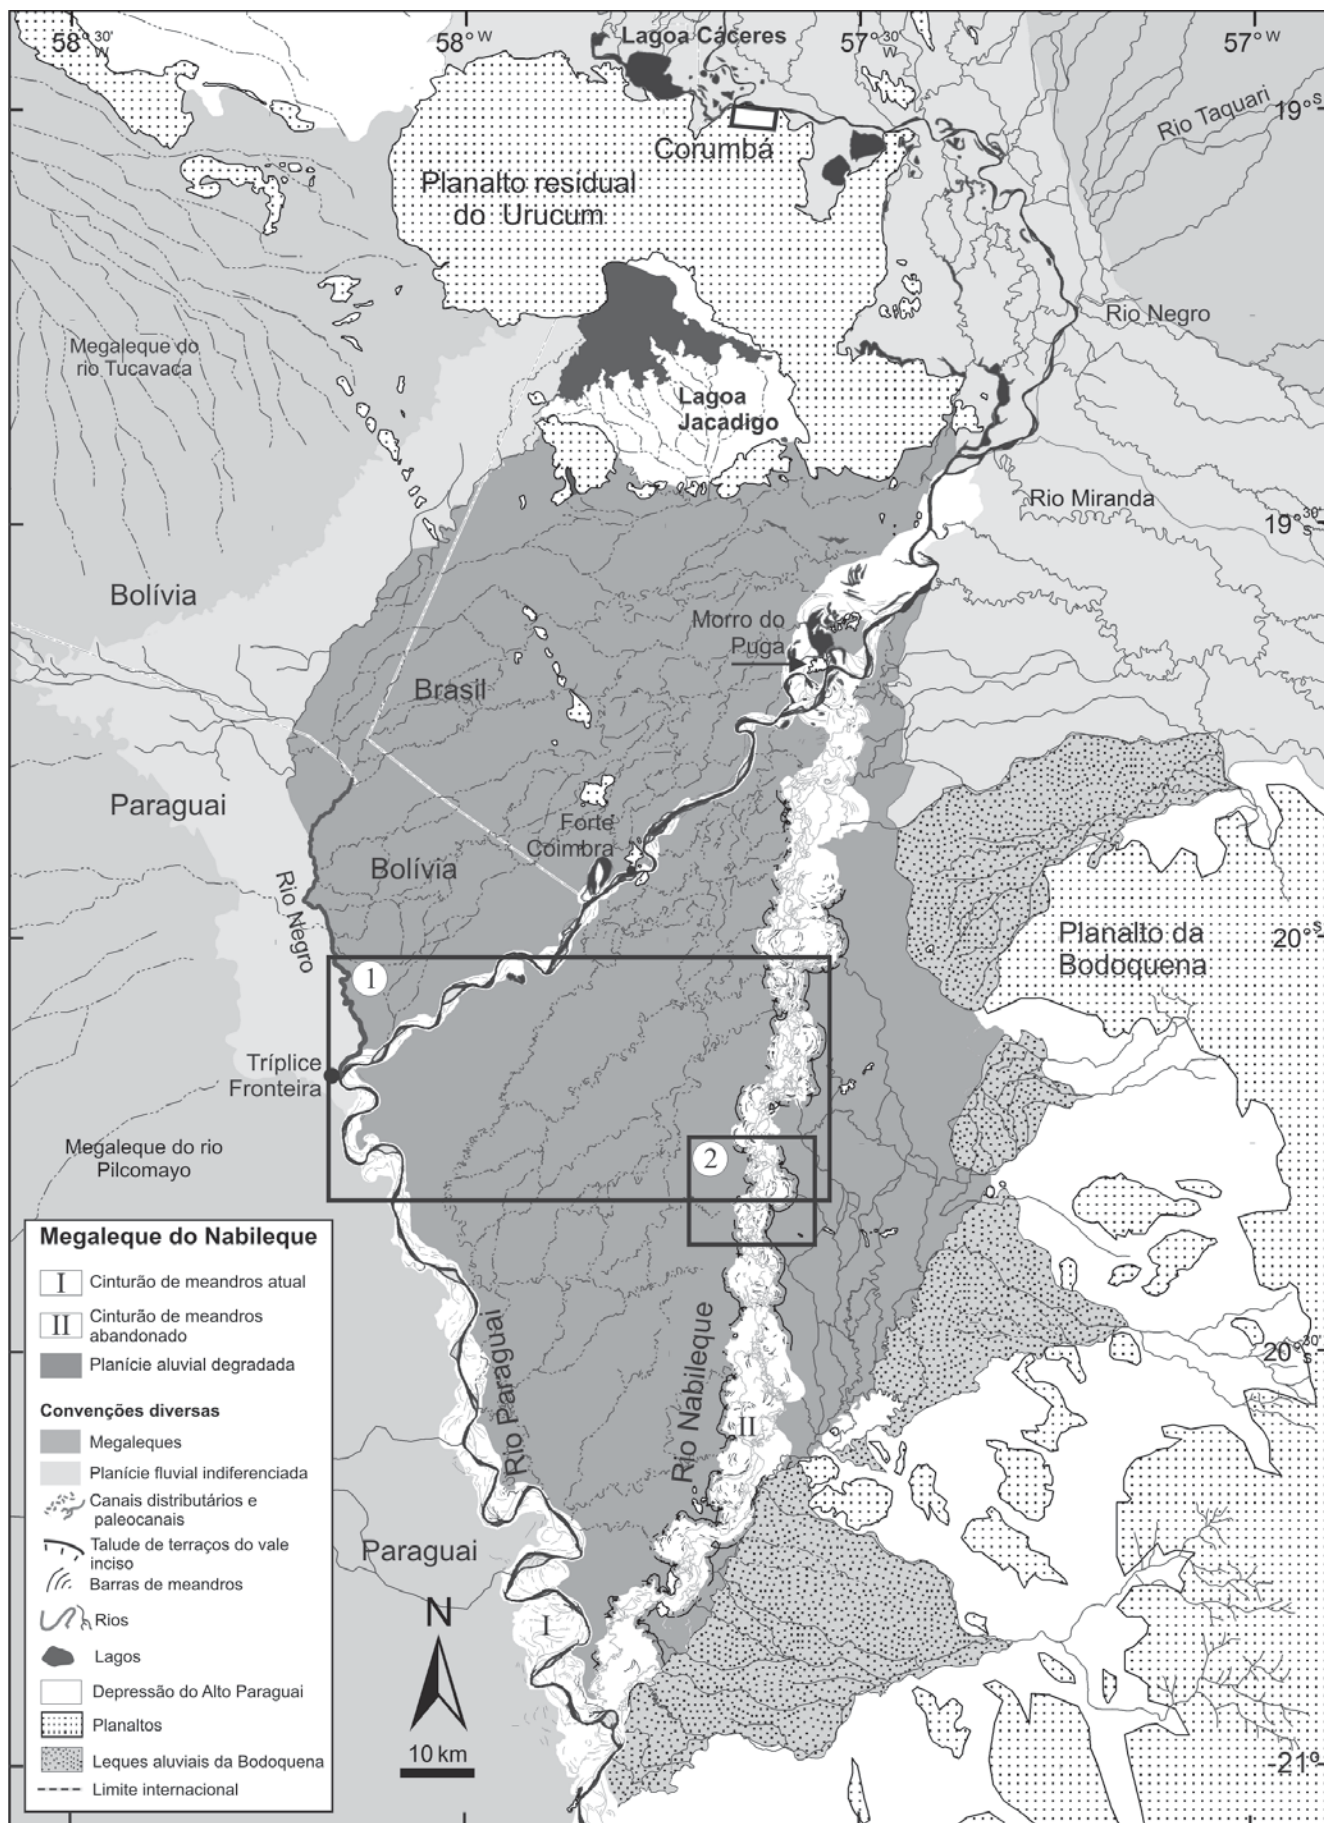 58° 30' W
58° W
57° 30' W
57° W
Lagoa Cáceres
Rio Taquari
19° S
Corumbá
Planalto residual
do Urucum
Rio Negro
Megaleque do
rio Tucavaca
Lagoa
Jacadigo
Rio Miranda
19° 30' S
Bolívia
Morro do
Puga
Brasil
Paraguai
Forte
Coimbra
Bolívia
Rio Negro
Planalto da
Bodoquena
20° S
1
Tríplice
Fronteira
Megaleque do rio
Pilcomayo
2
Rio Paraguai
Rio Nabileque
20° 30' S
II
Paraguai
I
N
10 km
21° S
Megaleque do Nabileque
I Cinturão de meandros atual
II Cinturão de meandros
abandonado
Planície aluvial degradada
Convenções diversas
Megaleques
Planície fluvial indiferenciada
Canais distributários e
paleocanais
Talude de terraços do vale
inciso
Barras de meandros
Rios
Lagos
Depressão do Alto Paraguai
Planaltos
Leques aluviais da Bodoquena
Limite internacional